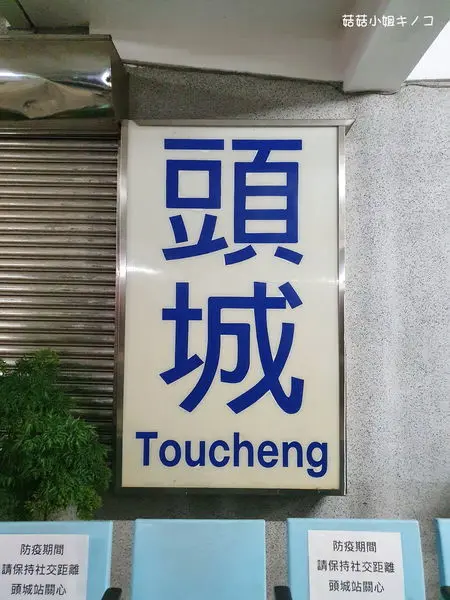 菇菇小姐キノコ
頭
城
Toucheng
防疫期間
請保持社交距離
頭城站關心
防疫期間
請保持社交距離
頭城站關心